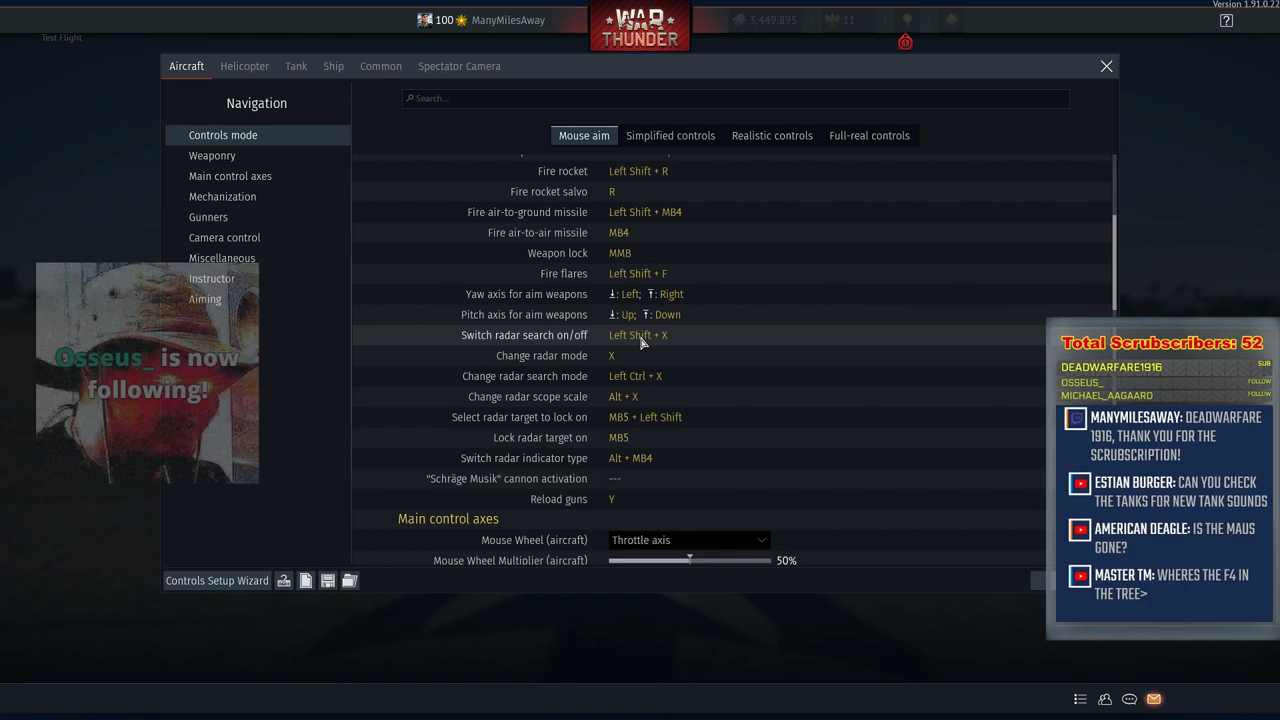 Version 1.91.0.22
100 ManyMilesAway
WAR
THUNDER
3,449,895
11
Test Flight
Aircraft Helicopter Tank Ship Common Spectator Camera
Navigation
Search...
Controls mode
Weaponry
Main control axes
Mechanization
Gunners
Camera control
Miscellaneous
Instructor
Aiming
Mouse aim Simplified controls Realistic controls Full-real controls
Fire rocket Left Shift + R
Fire rocket salvo R
Fire air-to-ground missile Left Shift + MB4
Fire air-to-air missile MB4
Weapon lock MMB
Fire flares Left Shift + F
Yaw axis for aim weapons : Left; : Right
Pitch axis for aim weapons : Up; : Down
Switch radar search on/off Left Shift + X
Change radar mode X
Change radar search mode Left Ctrl + X
Change radar scope scale Alt + X
Select radar target to lock on MB5 + Left Shift
Lock radar target on MB5
Switch radar indicator type Alt + MB4
"Schräge Musik" cannon activation ---
Reload guns Y
Main control axes
Mouse Wheel (aircraft) Throttle axis
Mouse Wheel Multiplier (aircraft) 50%
Controls Setup Wizard
Osseus_ is now
following!
Total Scrubscribers: 52
DEADWARFARE1916 SUB
OSSEUS_ FOLLOW
MICHAEL_AAGAARD FOLLOW
MANYMILESAWAY: DEADWARFARE
1916, THANK YOU FOR THE
SCRUBSCRIPTION!
ESTIAN BURGER: CAN YOU CHECK
THE TANKS FOR NEW TANK SOUNDS
AMERICAN DEAGLE: IS THE MAUS
GONE?
MASTER TM: WHERES THE F4 IN
THE TREE>